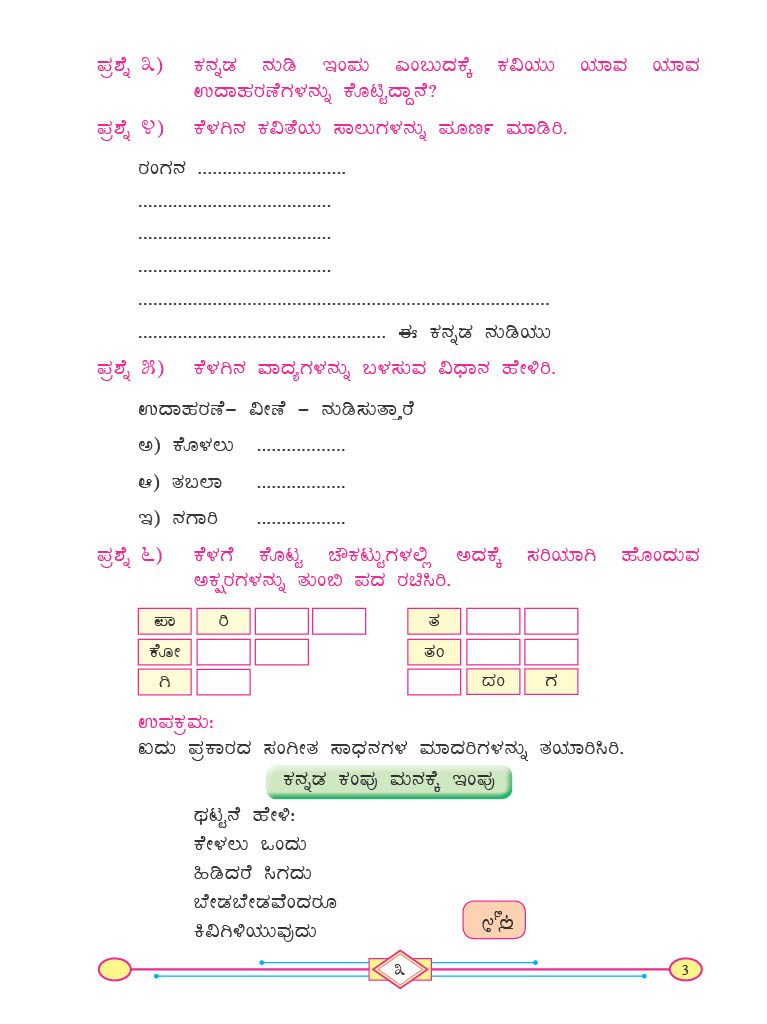 ಪ್ರಶ್ನೆ ೩) ಕನ್ನಡ ನುಡಿ ಇಂಪು ಎಂಬುದಕ್ಕೆ ಕವಿಯು ಯಾವ ಯಾವ
ಉದಾಹರಣೆಗಳನ್ನು ಕೊಟ್ಟಿದ್ದಾನೆ?
ಪ್ರಶ್ನೆ ೪) ಕೆಳಗಿನ ಕವಿತೆಯ ಸಾಲುಗಳನ್ನು ಪೂರ್ಣ ಮಾಡಿರಿ.
ರಂಗನ ..............................
.......................................
.......................................
.......................................
...................................................................................
.................................................. ಈ ಕನ್ನಡ ನುಡಿಯು
ಪ್ರಶ್ನೆ ೫) ಕೆಳಗಿನ ವಾದ್ಯಗಳನ್ನು ಬಳಸುವ ವಿಧಾನ ಹೇಳಿರಿ.
ಉದಾಹರಣೆ– ವೀಣೆ – ನುಡಿಸುತ್ತಾರೆ
ಅ) ಕೊಳಲು ..................
ಆ) ತಬಲಾ ..................
ಇ) ನಗಾರಿ ..................
ಪ್ರಶ್ನೆ ೬) ಕೆಳಗೆ ಕೊಟ್ಟ ಚೌಕಟ್ಟುಗಳಲ್ಲಿ ಅದಕ್ಕೆ ಸರಿಯಾಗಿ ಹೊಂದುವ
ಅಕ್ಷರಗಳನ್ನು ತುಂಬಿ ಪದ ರಚಿಸಿರಿ.
ಪಾ ರಿ ತ
ಕೋ ತಂ
ಗಿ ದಂ ಗ
ಉಪಕ್ರಮ:
ಐದು ಪ್ರಕಾರದ ಸಂಗೀತ ಸಾಧನಗಳ ಮಾದರಿಗಳನ್ನು ತಯಾರಿಸಿರಿ.
ಕನ್ನಡ ಕಂಪು ಮನಕ್ಕೆ ಇಂಪು
ಥಟ್ಟನೆ ಹೇಳಿ:
ಕೇಳಲು ಒಂದು
ಹಿಡಿದರೆ ಸಿಗದು
ಬೇಡಬೇಡವೆಂದರೂ
ಕಿವಿಗಿಳಿಯುವುದು
೩ 3